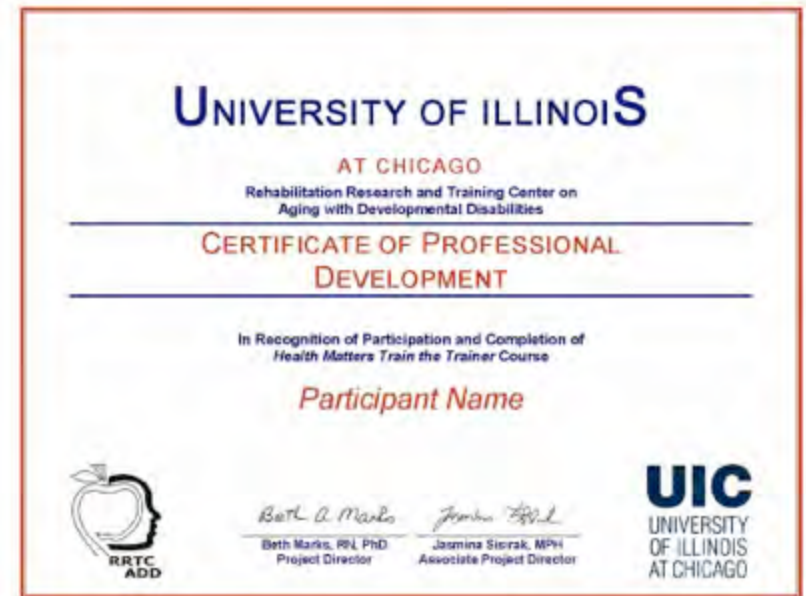 UNIVERSITY OF ILLINOIS
AT CHICAGO
Rehabilitation Research and Training Center on
Aging with Developmental Disabilities
CERTIFICATE OF PROFESSIONAL
DEVELOPMENT
In Recognition of Participation and Completion of
Health Matters Train the Trainer Course
Participant Name
Beth A Marks
Beth Marks, RN, PhD
Project Director
Jasmina Sisirak, MPH
Associate Project Director
RRTC
ADD
UIC
UNIVERSITY
OF ILLINOIS
AT CHICAGO